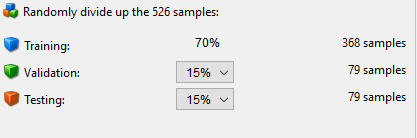 Randomly divide up the 526 samples:
Training: 70% 368 samples
Validation: 15% 79 samples
Testing: 15% 79 samples